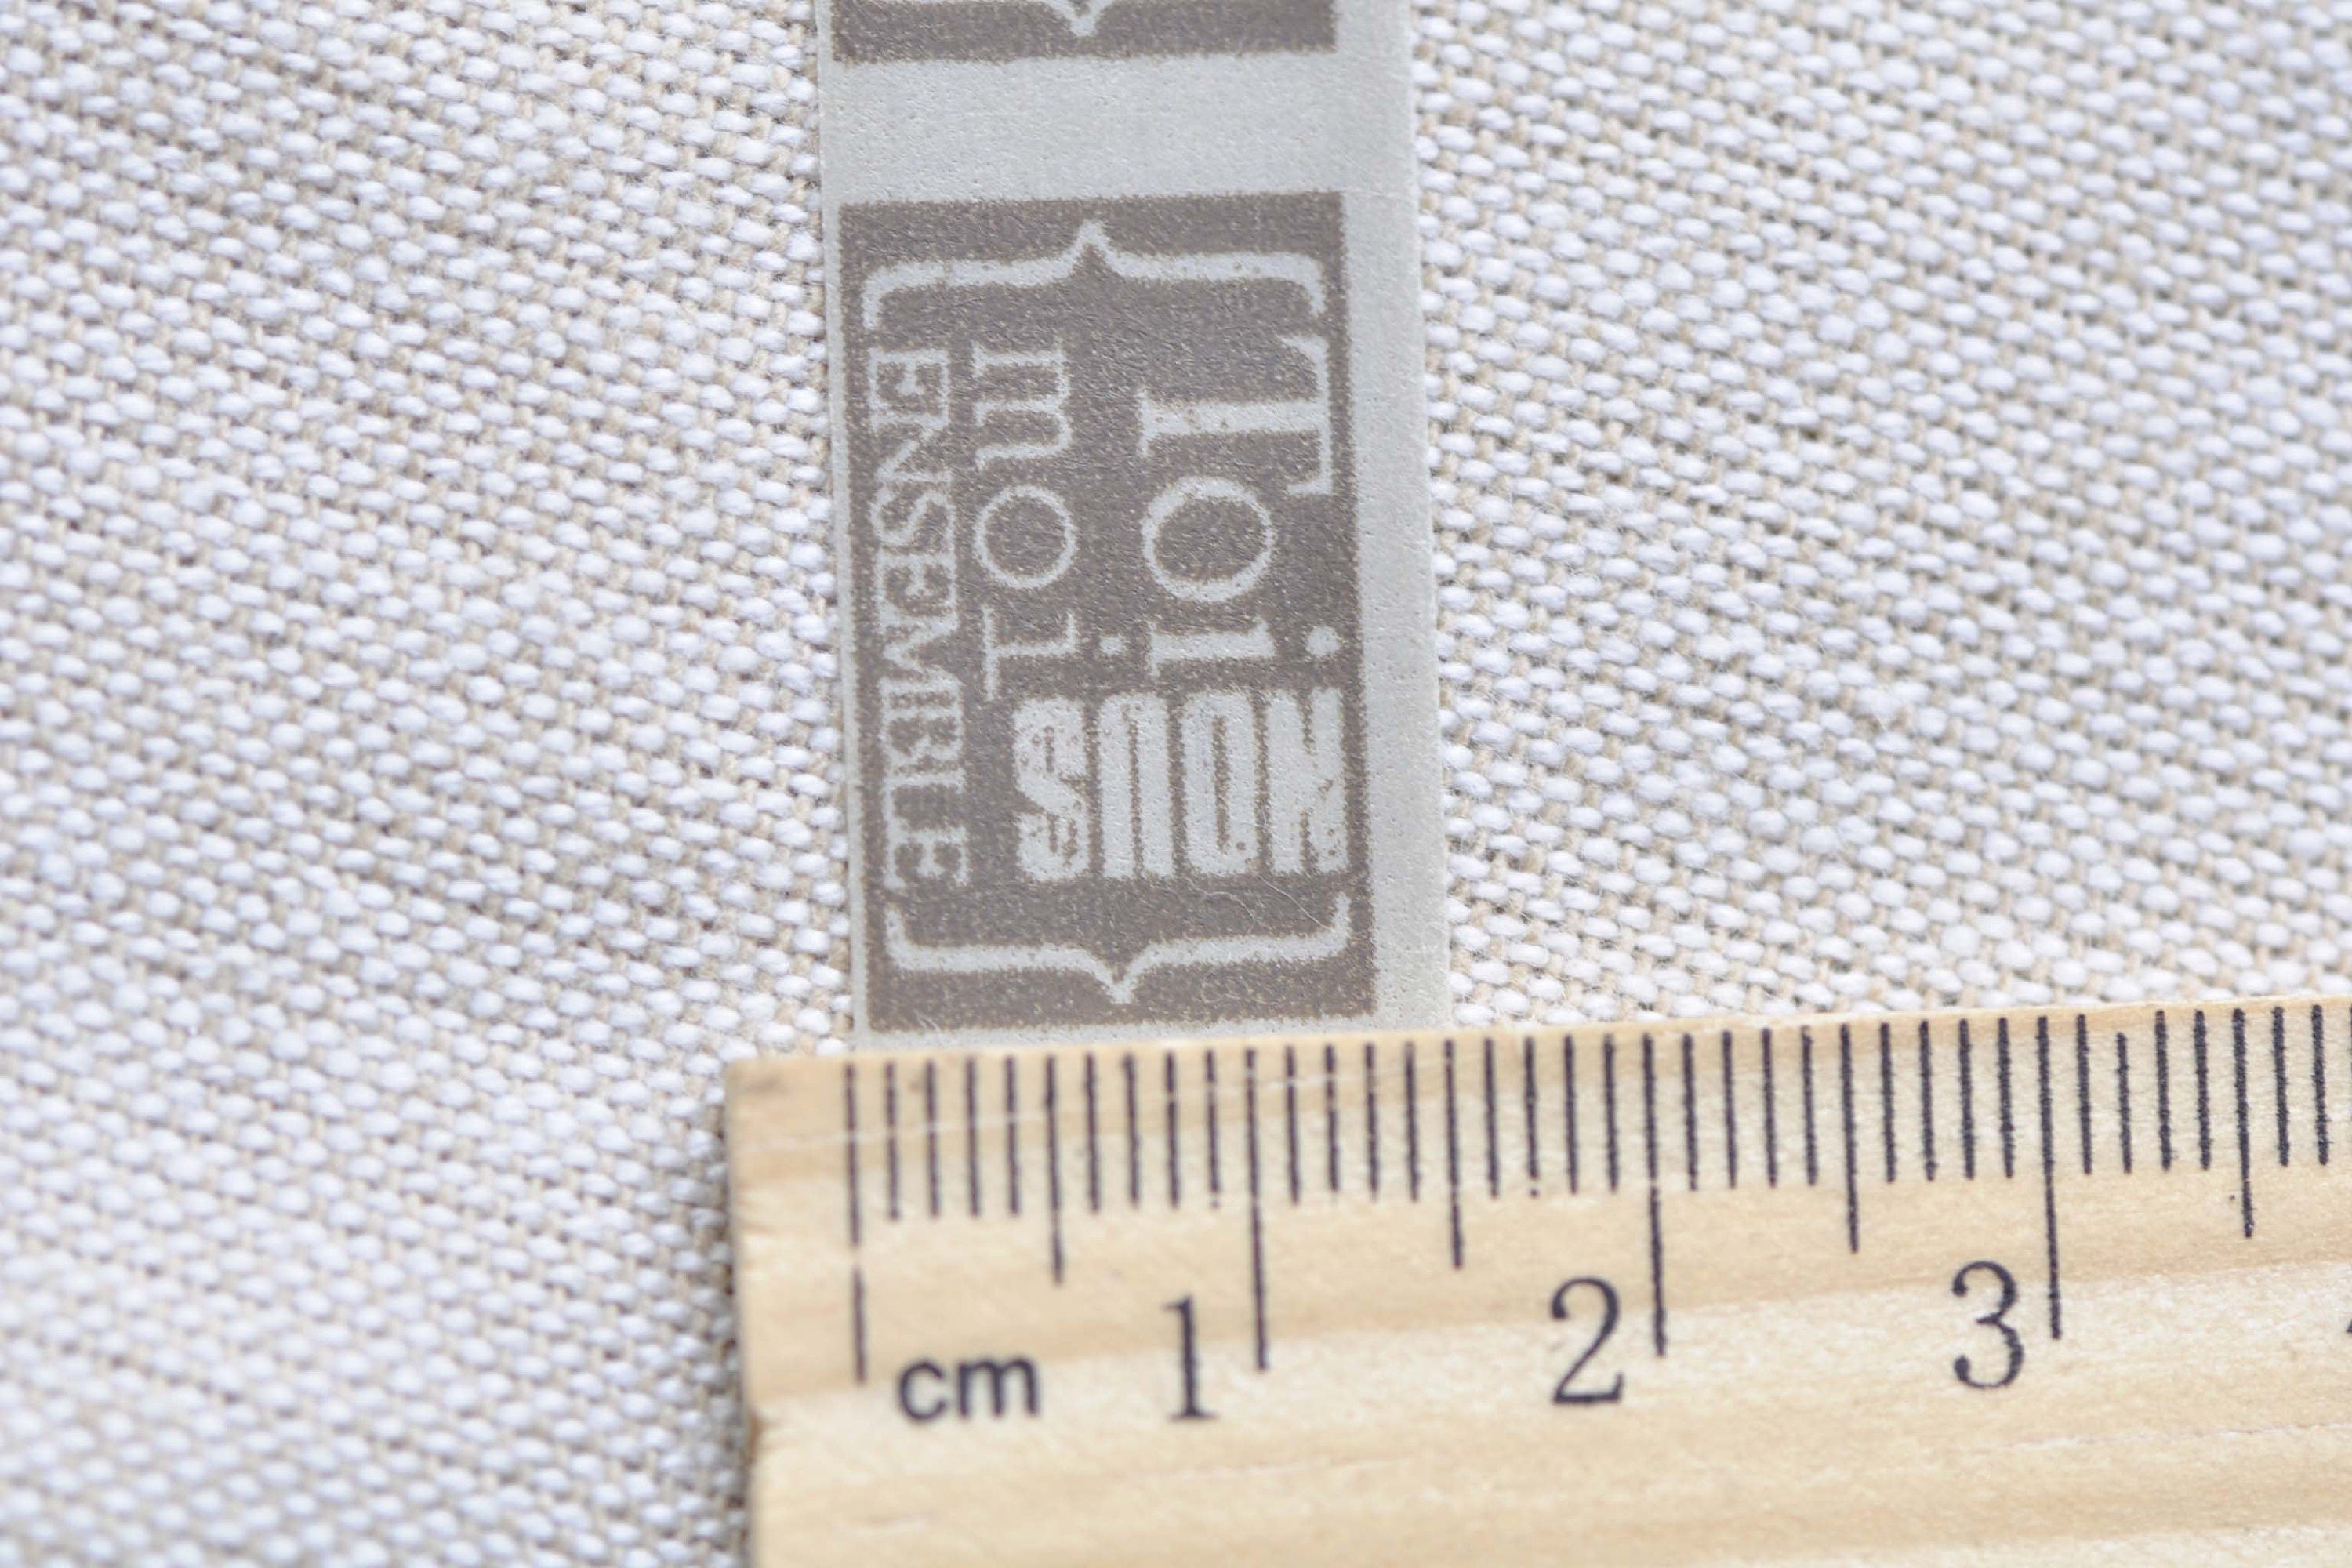 Toi
moi
NOUS
ENSEMBLE
cm 1 2 3